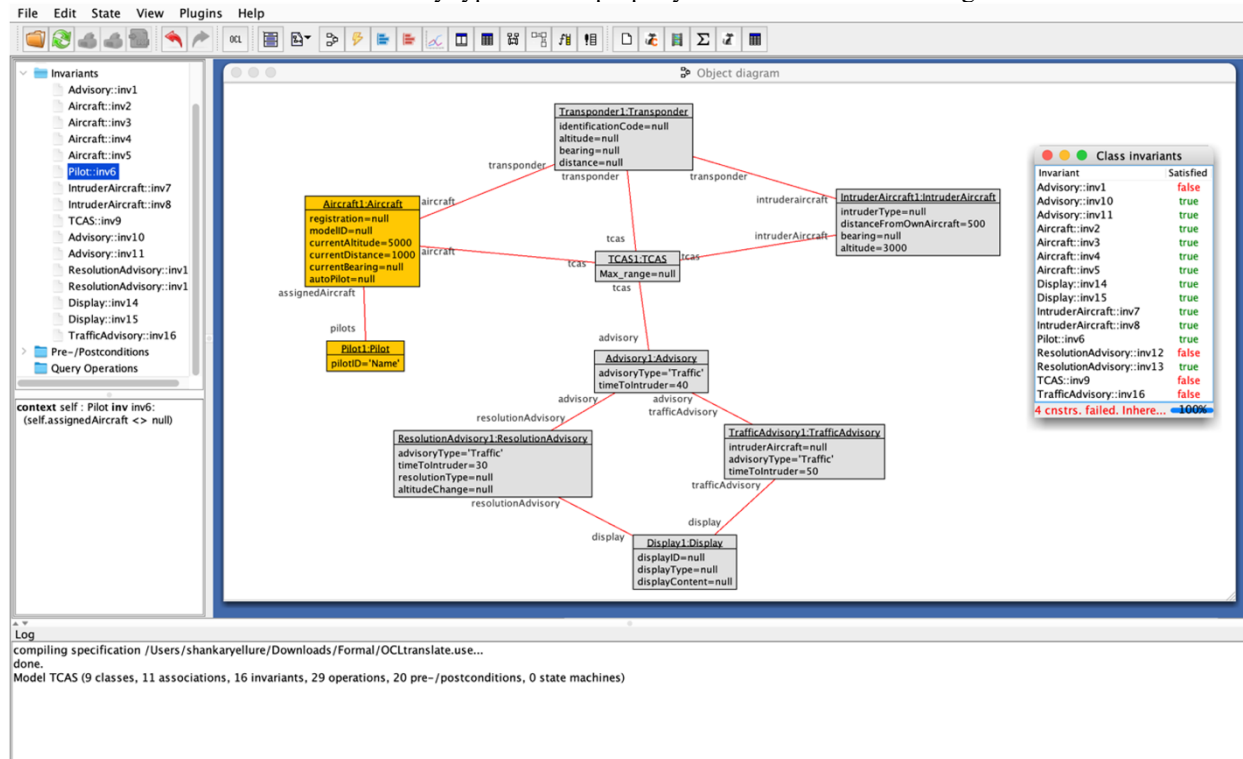 File Edit State View Plugins Help
OCL
Invariants
Advisory::inv1
Aircraft::inv2
Aircraft::inv3
Aircraft::inv4
Aircraft::inv5
Pilot::inv6
IntruderAircraft::inv7
IntruderAircraft::inv8
TCAS::inv9
Advisory::inv10
Advisory::inv11
ResolutionAdvisory::inv1
ResolutionAdvisory::inv1
Display::inv14
Display::inv15
TrafficAdvisory::inv16
Pre-/Postconditions
Query Operations
context self : Pilot inv inv6:
(self.assignedAircraft <> null)
Object diagram
Transponder1:Transponder
identificationCode=null
altitude=null
bearing=null
distance=null
transponder
transponder
transponder
Aircraft1:Aircraft
registration=null
modelID=null
currentAltitude=5000
currentDistance=1000
currentBearing=null
autoPilot=null
aircraft
aircraft
assignedAircraft
pilots
Pilot1:Pilot
pilotID='Name'
intruderaircraft
intruderAircraft
IntruderAircraft1:IntruderAircraft
intruderType=null
distanceFromOwnAircraft=500
bearing=null
altitude=3000
tcas
tcas
tcas
TCAS1:TCAS
Max_range=null
tcas
advisory
Advisory1:Advisory
advisoryType='Traffic'
timeToIntruder=40
advisory
advisory
resolutionAdvisory
trafficAdvisory
ResolutionAdvisory1:ResolutionAdvisory
advisoryType='Traffic'
timeToIntruder=30
resolutionType=null
altitudeChange=null
resolutionAdvisory
TrafficAdvisory1:TrafficAdvisory
intruderAircraft=null
advisoryType='Traffic'
timeToIntruder=50
trafficAdvisory
display
display
Display1:Display
displayID=null
displayType=null
displayContent=null
Class invariants
Invariant Satisfied
Advisory::inv1 false
Advisory::inv10 true
Advisory::inv11 true
Aircraft::inv2 true
Aircraft::inv3 true
Aircraft::inv4 true
Aircraft::inv5 true
Display::inv14 true
Display::inv15 true
IntruderAircraft::inv7 true
IntruderAircraft::inv8 true
Pilot::inv6 true
ResolutionAdvisory::inv12 false
ResolutionAdvisory::inv13 true
TCAS::inv9 false
TrafficAdvisory::inv16 false
4 cnstrs. failed. Inhere... 100%
Log
compiling specification /Users/shankaryellure/Downloads/Formal/OCLtranslate.use...
done.
Model TCAS (9 classes, 11 associations, 16 invariants, 29 operations, 20 pre-/postconditions, 0 state machines)